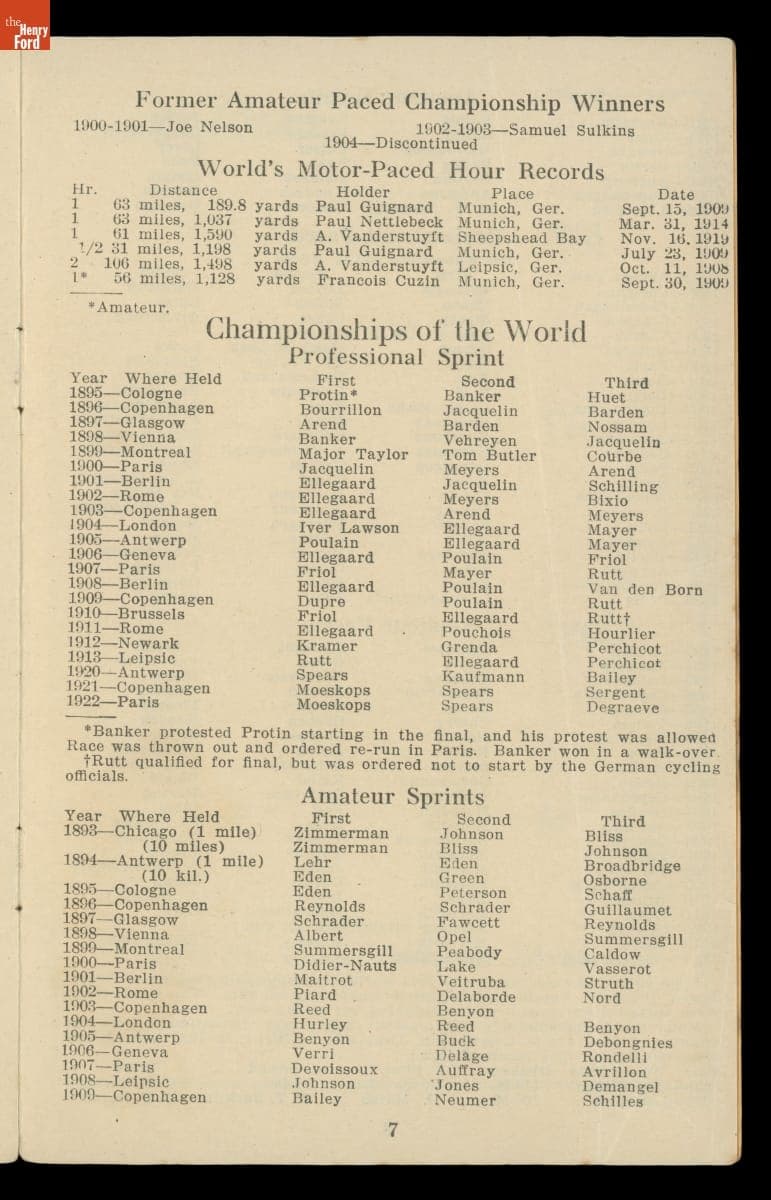 the Henry Ford
Former Amateur Paced Championship Winners
1900-1901—Joe Nelson 1902-1903—Samuel Sulkins
1904—Discontinued
World's Motor-Paced Hour Records
Hr. Distance Holder Place Date
1 63 miles, 189.8 yards Paul Guignard Munich, Ger. Sept. 15, 1909
1 63 miles, 1,037 yards Paul Nettlebeck Munich, Ger. Mar. 31, 1914
1 61 miles, 1,590 yards A. Vanderstuyft Sheepshead Bay Nov. 16, 1919
1/2 31 miles, 1,198 yards Paul Guignard Munich, Ger. July 23, 1909
2 106 miles, 1,498 yards A. Vanderstuyft Leipsic, Ger. Oct. 11, 1908
1* 56 miles, 1,128 yards Francois Cuzin Munich, Ger. Sept. 30, 1909
*Amateur.
Championships of the World
Professional Sprint
Year Where Held First Second Third
1895—Cologne Protin* Banker Huet
1896—Copenhagen Bourrillon Jacquelin Barden
1897—Glasgow Arend Barden Nossam
1898—Vienna Banker Vehreyen Jacquelin
1899—Montreal Major Taylor Tom Butler Courbe
1900—Paris Jacquelin Meyers Arend
1901—Berlin Ellegaard Jacquelin Schilling
1902—Rome Ellegaard Meyers Bixio
1903—Copenhagen Ellegaard Arend Meyers
1904—London Iver Lawson Ellegaard Mayer
1905—Antwerp Poulain Ellegaard Mayer
1906—Geneva Ellegaard Poulain Friol
1907—Paris Friol Mayer Rutt
1908—Berlin Ellegaard Poulain Van den Born
1909—Copenhagen Dupre Poulain Rutt
1910—Brussels Friol Ellegaard Rutt†
1911—Rome Ellegaard Pouchois Hourlier
1912—Newark Kramer Grenda Perchicot
1913—Leipsic Rutt Ellegaard Perchicot
1920—Antwerp Spears Kaufmann Bailey
1921—Copenhagen Moeskops Spears Sergent
1922—Paris Moeskops Spears Degraeve
*Banker protested Protin starting in the final, and his protest was allowed
Race was thrown out and ordered re-run in Paris. Banker won in a walk-over.
†Rutt qualified for final, but was ordered not to start by the German cycling
officials.
Amateur Sprints
Year Where Held First Second Third
1893—Chicago (1 mile) Zimmerman Johnson Bliss
(10 miles) Zimmerman Bliss Johnson
1894—Antwerp (1 mile) Lehr Eden Broadbridge
(10 kil.) Eden Green Osborne
1895—Cologne Eden Peterson Schaff
1896—Copenhagen Reynolds Schrader Guillaumet
1897—Glasgow Schrader Fawcett Reynolds
1898—Vienna Albert Opel Summersgill
1899—Montreal Summersgill Peabody Caldow
1900—Paris Didier-Nauts Lake Vasserot
1901—Berlin Maitrot Veitruba Struth
1902—Rome Piard Delaborde Nord
1903—Copenhagen Reed Benyon
1904—London Hurley Reed Benyon
1905—Antwerp Benyon Buck Debongnies
1906—Geneva Verri Delage Rondelli
1907—Paris Devoissoux Auffray Avrillon
1908—Leipsic Johnson Jones Demangel
1909—Copenhagen Bailey Neumer Schilles
7